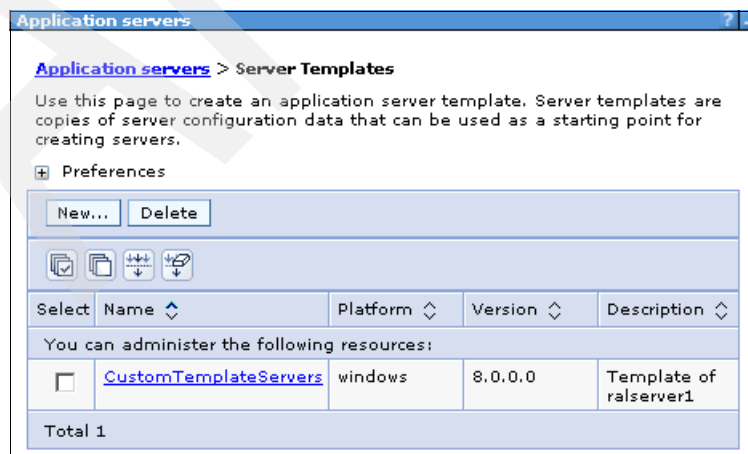 Application servers ?
Application servers > Server Templates
Use this page to create an application server template. Server templates are
copies of server configuration data that can be used as a starting point for
creating servers.
Preferences
New... Delete
Select Name Platform Version Description
You can administer the following resources:
CustomTemplateServers windows 8.0.0.0 Template of
ralserver1
Total 1